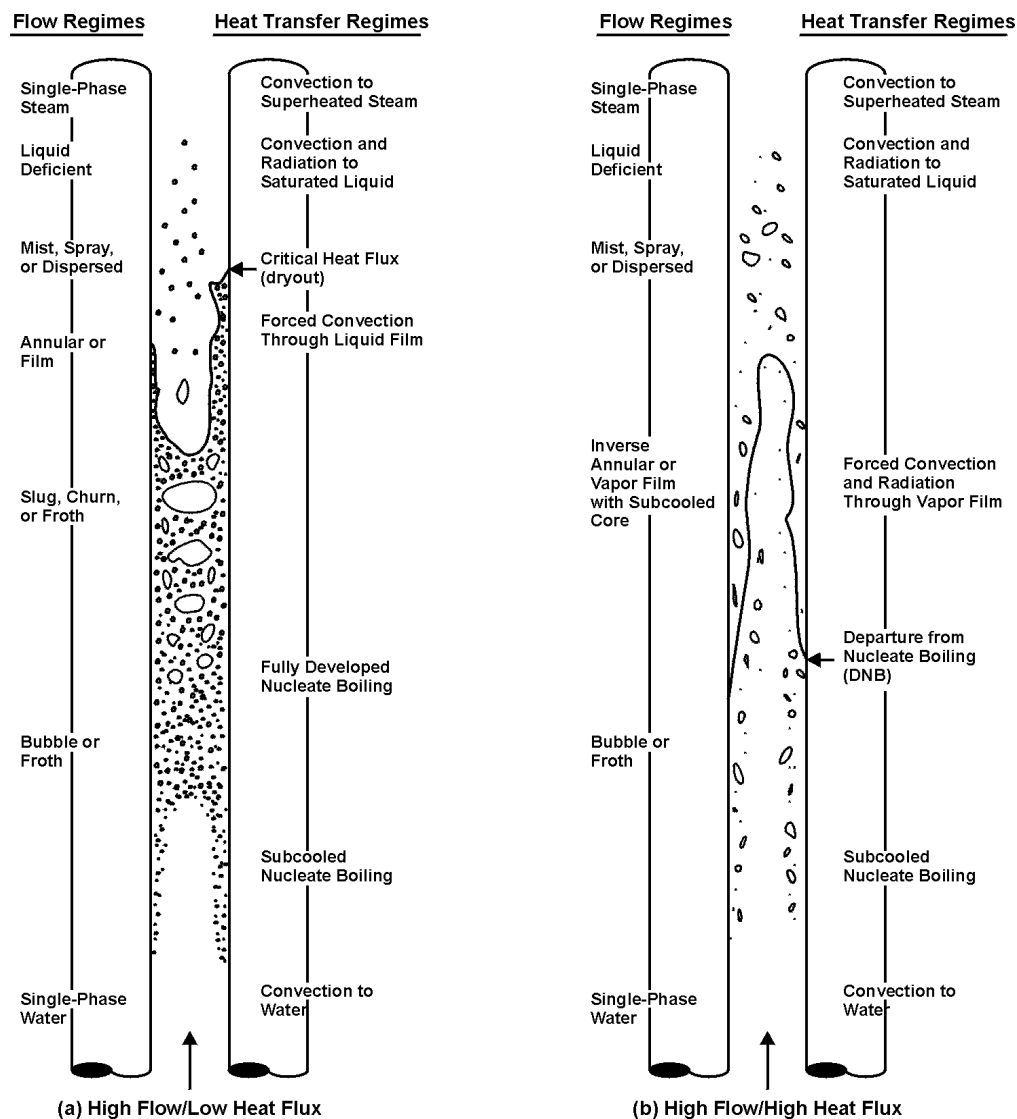 Flow Regimes
Heat Transfer Regimes
Single-Phase
Steam
Convection to
Superheated Steam
Liquid
Deficient
Convection and
Radiation to
Saturated Liquid
Mist, Spray,
or Dispersed
Critical Heat Flux
(dryout)
Annular or
Film
Forced Convection
Through Liquid Film
Slug, Churn,
or Froth
Fully Developed
Nucleate Boiling
Bubble or
Froth
Subcooled
Nucleate Boiling
Single-Phase
Water
Convection to
Water
(a) High Flow/Low Heat Flux
Flow Regimes
Heat Transfer Regimes
Single-Phase
Steam
Convection to
Superheated Steam
Liquid
Deficient
Convection and
Radiation to
Saturated Liquid
Mist, Spray,
or Dispersed
Inverse
Annular or
Vapor Film
with Subcooled
Core
Forced Convection
and Radiation
Through Vapor Film
Departure from
Nucleate Boiling
(DNB)
Bubble or
Froth
Subcooled
Nucleate Boiling
Single-Phase
Water
Convection to
Water
(b) High Flow/High Heat Flux